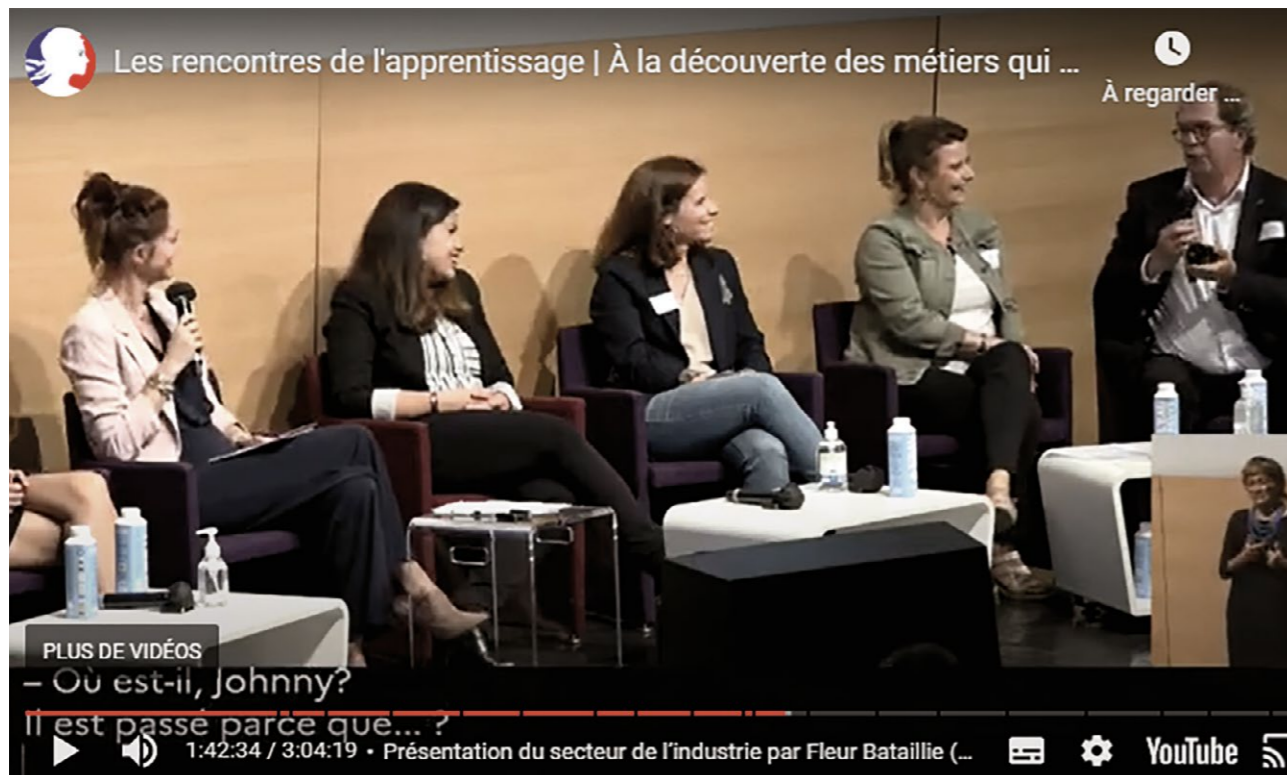 Les rencontres de l'apprentissage | À la découverte des métiers qui ...
À regarder ...
PLUS DE VIDÉOS
– Où est-il, Johnny?
Il est passé parce que... ?
1:42:34 / 3:04:19 • Présentation du secteur de l'industrie par Fleur Bataillie (...
YouTube